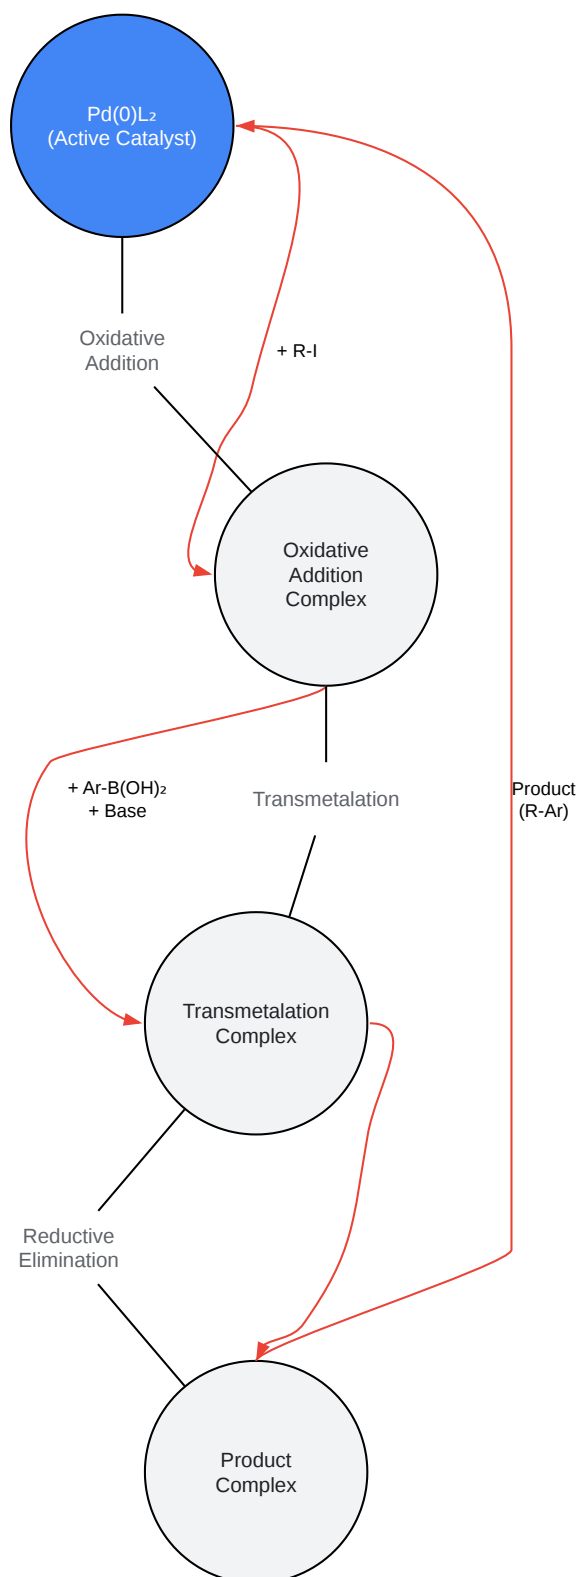 Pd(0)L₂
(Active Catalyst)
Oxidative
Addition
+ R-I
Oxidative
Addition
Complex
+ Ar-B(OH)₂
+ Base
Transmetalation
Product
(R-Ar)
Transmetalation
Complex
Reductive
Elimination
Product
Complex